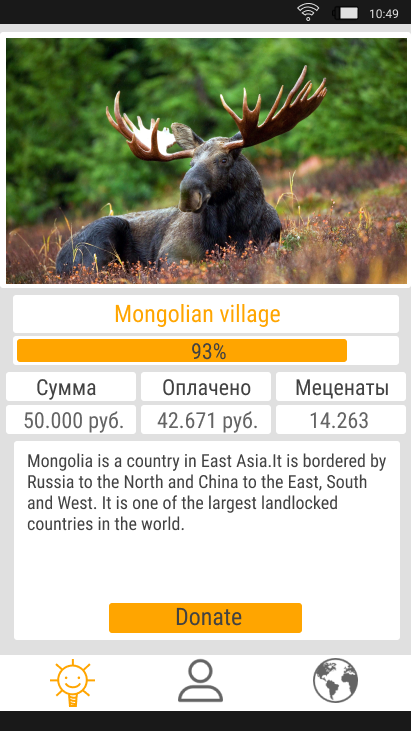 10:49
Mongolian village
93%
Сумма Оплачено Меценаты
50.000 руб. 42.671 руб. 14.263
Mongolia is a country in East Asia.It is bordered by
Russia to the North and China to the East, South
and West. It is one of the largest landlocked
countries in the world.
Donate